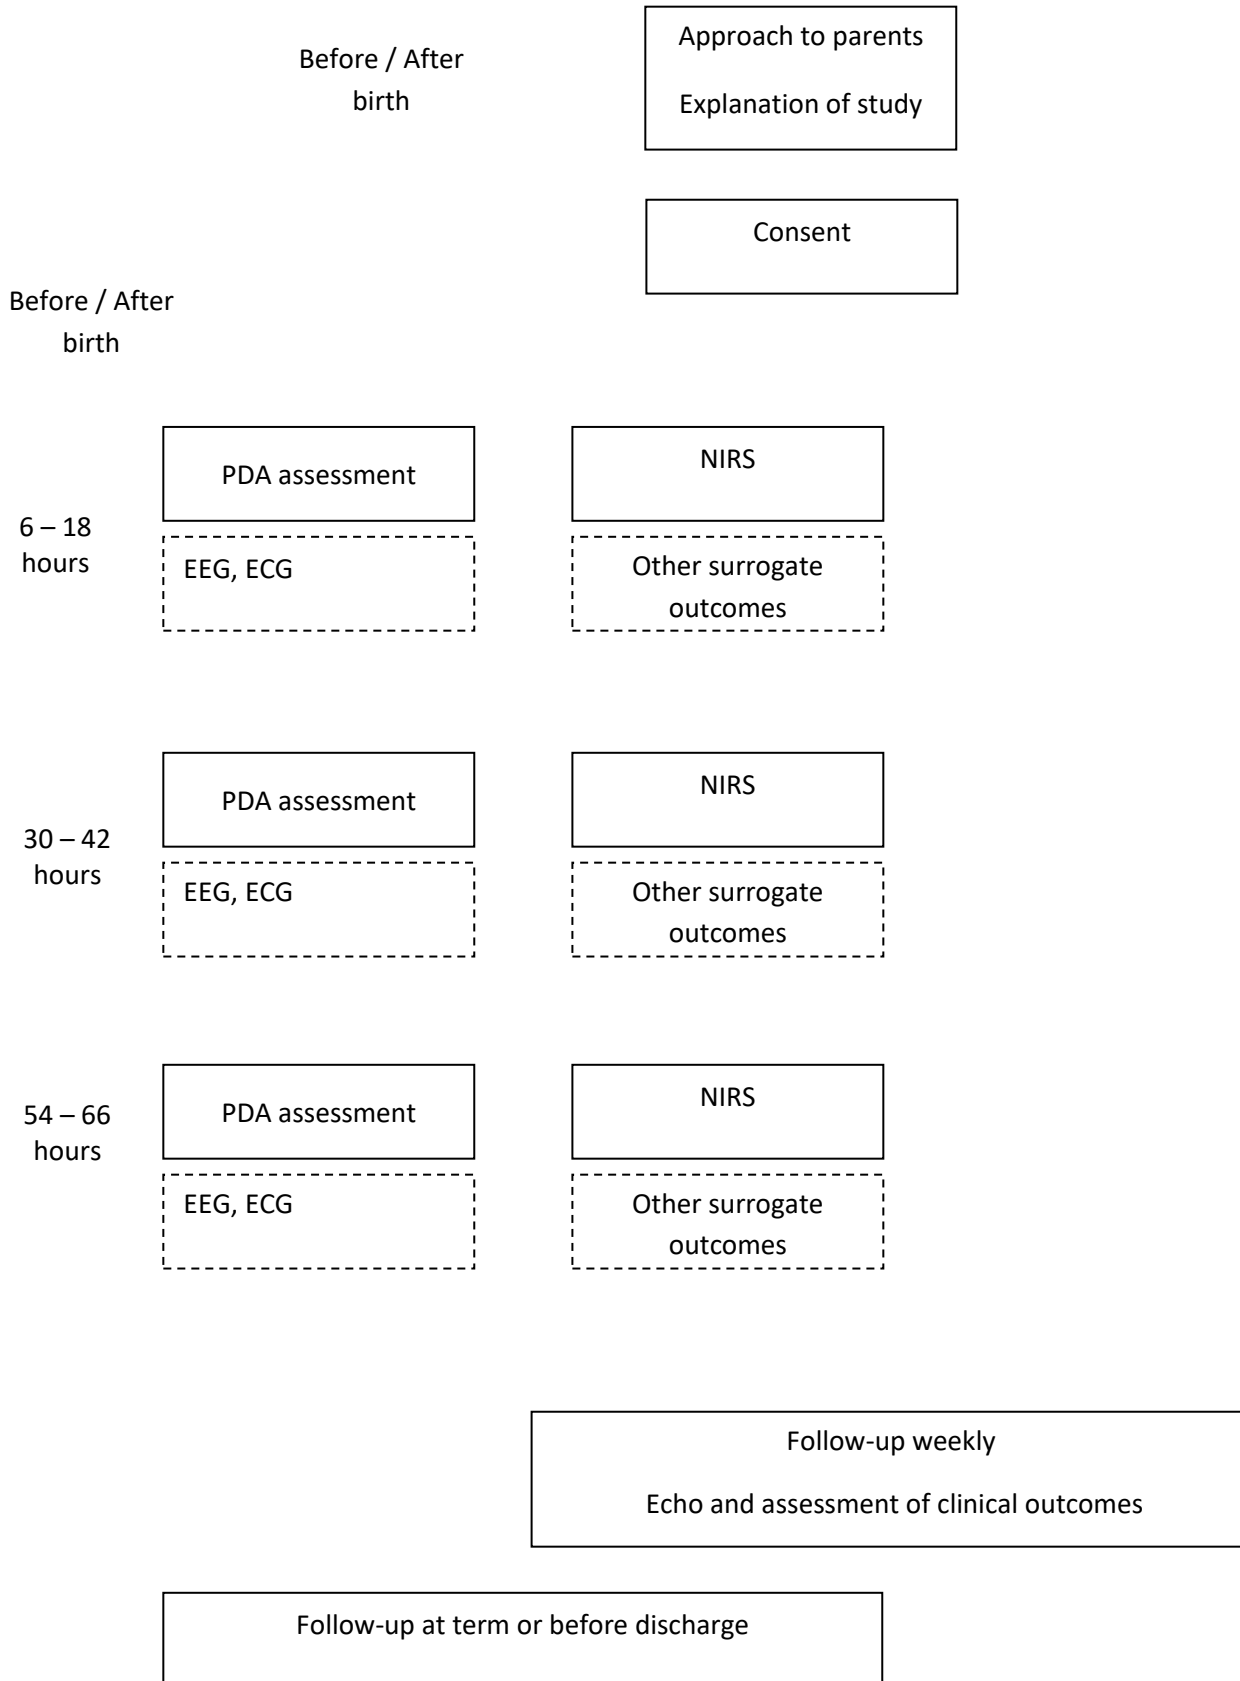 Before / After
birth
Approach to parents
Explanation of study
Consent
Before / After
birth
6 – 18
hours
PDA assessment
NIRS
EEG, ECG
Other surrogate
outcomes
30 – 42
hours
PDA assessment
NIRS
EEG, ECG
Other surrogate
outcomes
54 – 66
hours
PDA assessment
NIRS
EEG, ECG
Other surrogate
outcomes
Follow-up weekly
Echo and assessment of clinical outcomes
Follow-up at term or before discharge